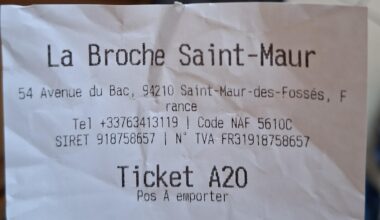 La Broche Saint-Maur
54 Avenue du Bac, 94210 Saint-Maur-des-Fossés, F
rance
Tel +33763413119 | Code NAF 5610C
SIRET 918758657 | N° TVA FR31918758657
Ticket A20
Pos A emporter